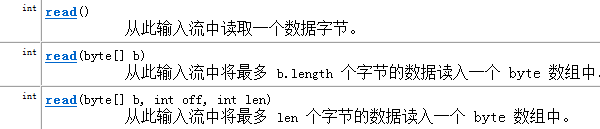 int read()
从此输入流中读取一个数据字节。
int read(byte[] b)
从此输入流中将最多 b.length 个字节的数据读入一个 byte 数组中。
int read(byte[] b, int off, int len)
从此输入流中将最多 len 个字节的数据读入一个 byte 数组中。